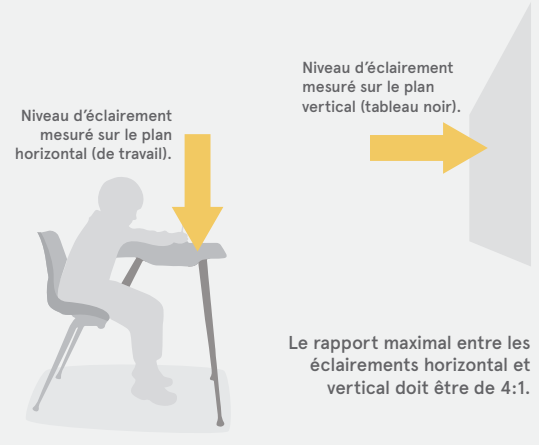 Niveau d'éclairement
mesuré sur le plan
horizontal (de travail).
Niveau d'éclairement
mesuré sur le plan
vertical (tableau noir).
Le rapport maximal entre les
éclairements horizontal et
vertical doit être de 4:1.